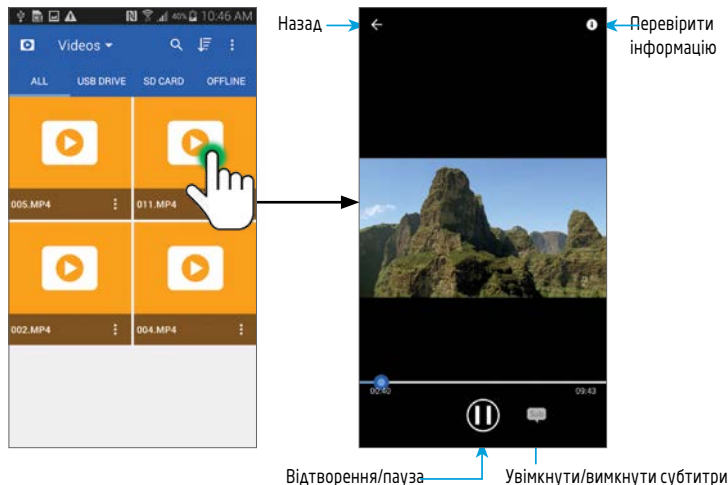 40% 10:46 AM
Videos
ALL USB DRIVE SD CARD OFFLINE
005.MP4 011.MP4
002.MP4 004.MP4
Назад
Перевірити
інформацію
00:40 09:43
Sub
Відтворення/пауза
Увімкнути/вимкнути субтитри